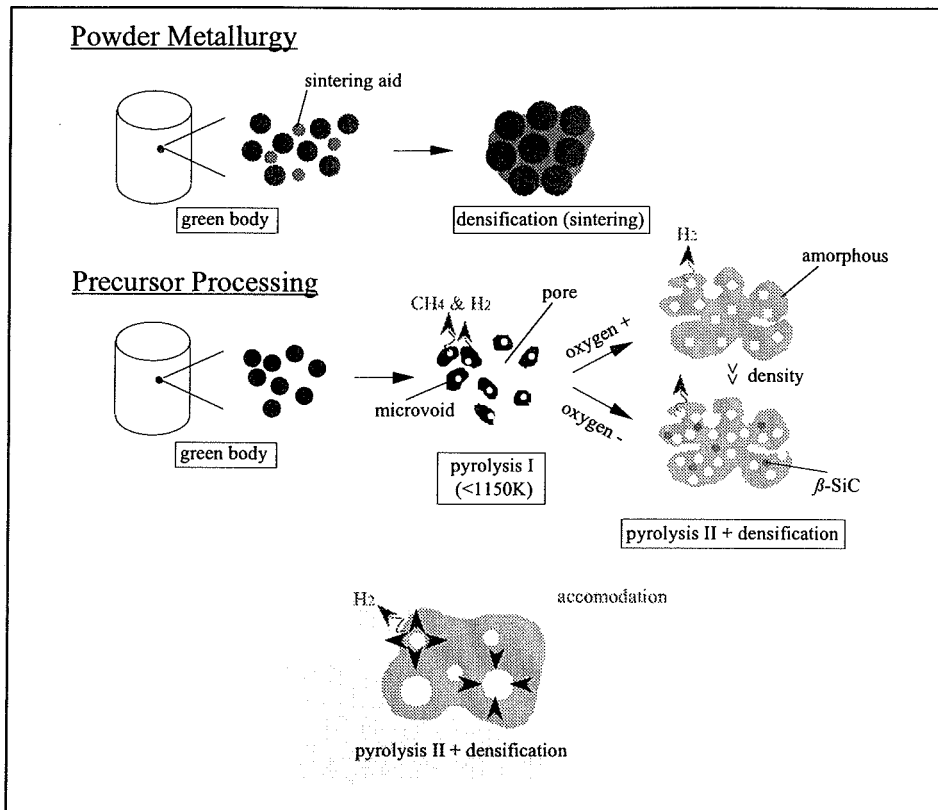 Powder Metallurgy
sintering aid
green body
densification (sintering)
Precursor Processing
CH4 & H2
pore
microvoid
green body
pyrolysis I
(<1150K)
oxygen +
oxygen -
H2
amorphous
density
β-SiC
pyrolysis II + densification
H2
accomodation
pyrolysis II + densification